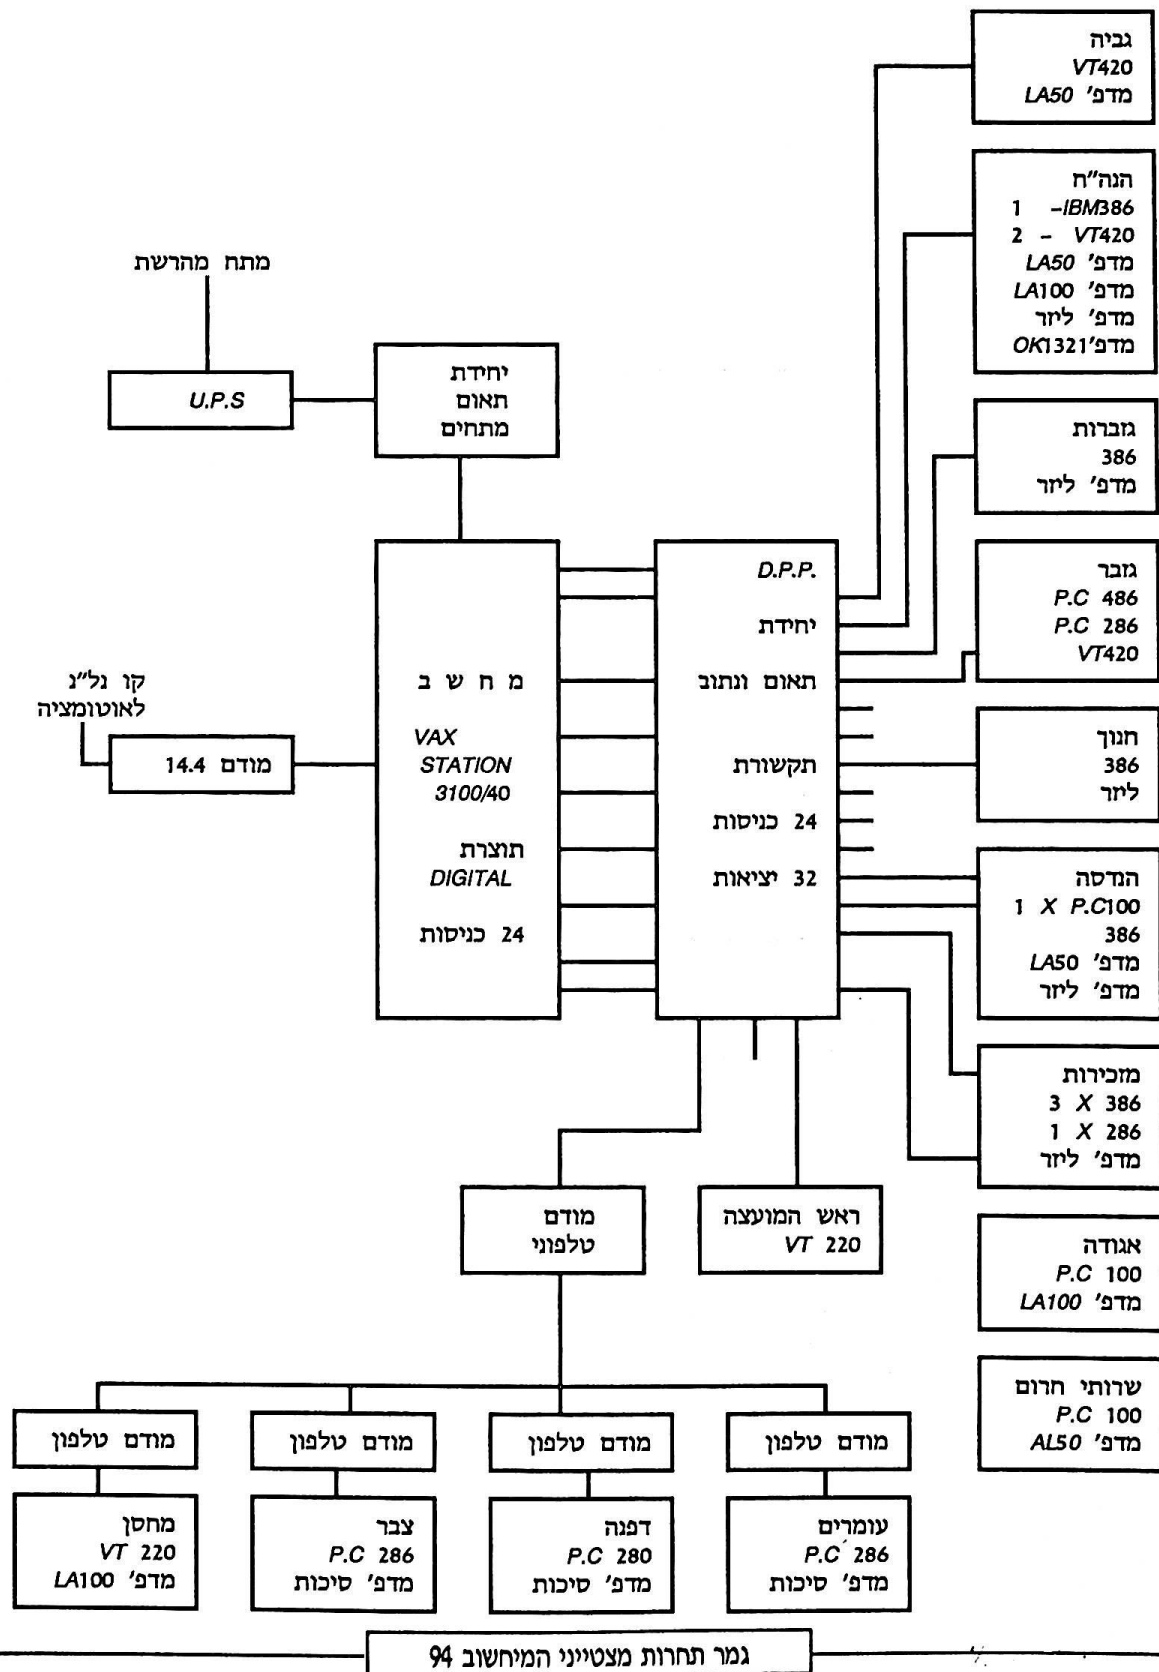 גביה
VT420
מדפ' LA50
הנה"ח
1 -IBM386
2 - VT420
מדפ' LA50
מדפ' LA100
מדפ' ליזר
מדפ'OK1321
גזברות
386
מדפ' ליזר
גזבר
P.C 486
P.C 286
VT420
חנוך
386
ליזר
הנדסה
1 X P.C100
386
מדפ' LA50
מדפ' ליזר
מזכירות
3 X 386
1 X 286
מדפ' ליזר
אגודה
P.C 100
מדפ' LA100
שרותי חרום
P.C 100
מדפ' AL50
מתח מהרשת
U.P.S
יחידת
תאום
מתחים
D.P.P.
יחידת
תאום ונתוב
תקשורת
24 כניסות
32 יציאות
מ ח ש ב
VAX
STATION
3100/40
תוצרת
DIGITAL
24 כניסות
קו נל"נ
לאוטומציה
מודם 14.4
ראש המועצה
VT 220
מודם
טלפוני
מודם טלפון
עומרים
P.C 286
מדפ' סיכות
מודם טלפון
דפנה
P.C 280
מדפ' סיכות
מודם טלפון
צבר
P.C 286
מדפ' סיכות
מודם טלפון
מחסן
VT 220
מדפ' LA100
גמר תחרות מצטייני המיחשוב 94